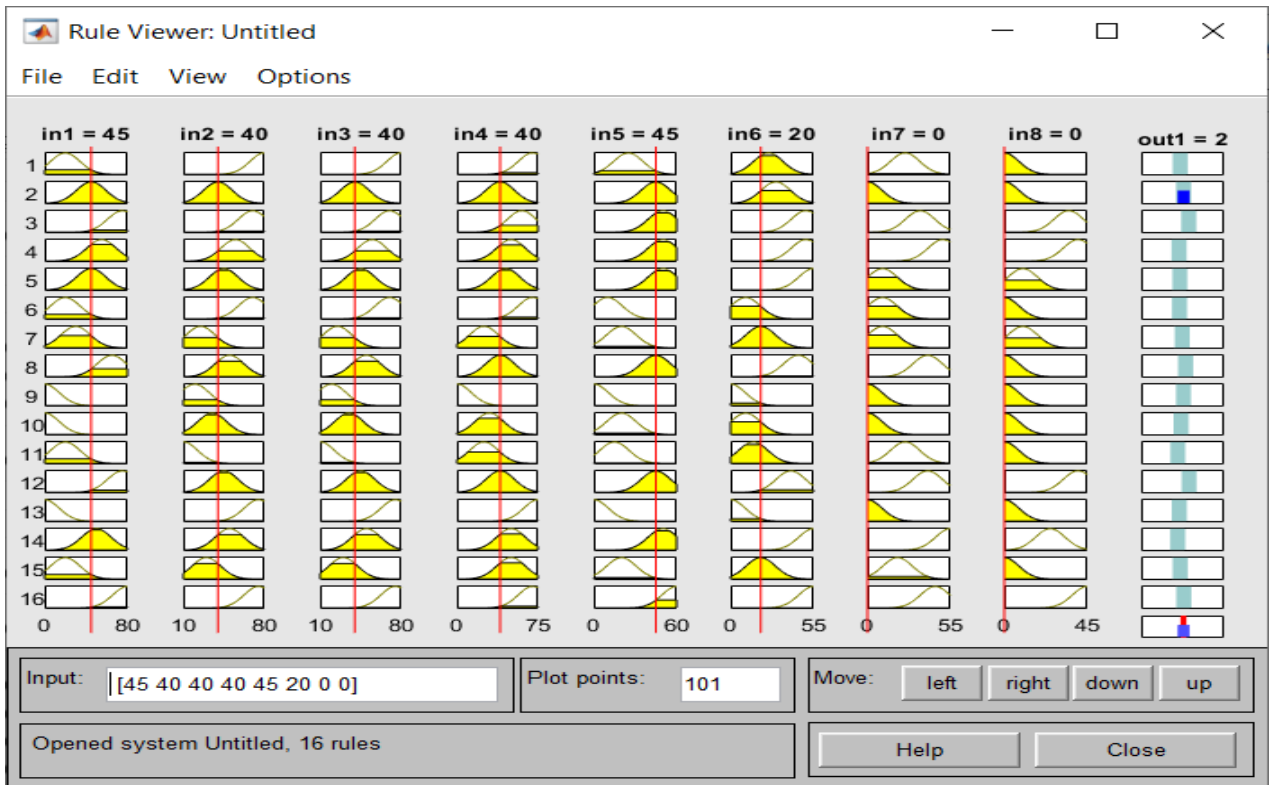 Rule Viewer: Untitled
File Edit View Options
in1 = 45 in2 = 40 in3 = 40 in4 = 40 in5 = 45 in6 = 20 in7 = 0 in8 = 0 out1 = 2
1
2
3
4
5
6
7
8
9
10
11
12
13
14
15
16
0 80 10 80 10 80 0 75 0 60 0 55 0 55 0 45
Input: [45 40 40 40 45 20 0 0] Plot points: 101 Move: left right down up
Opened system Untitled, 16 rules Help Close